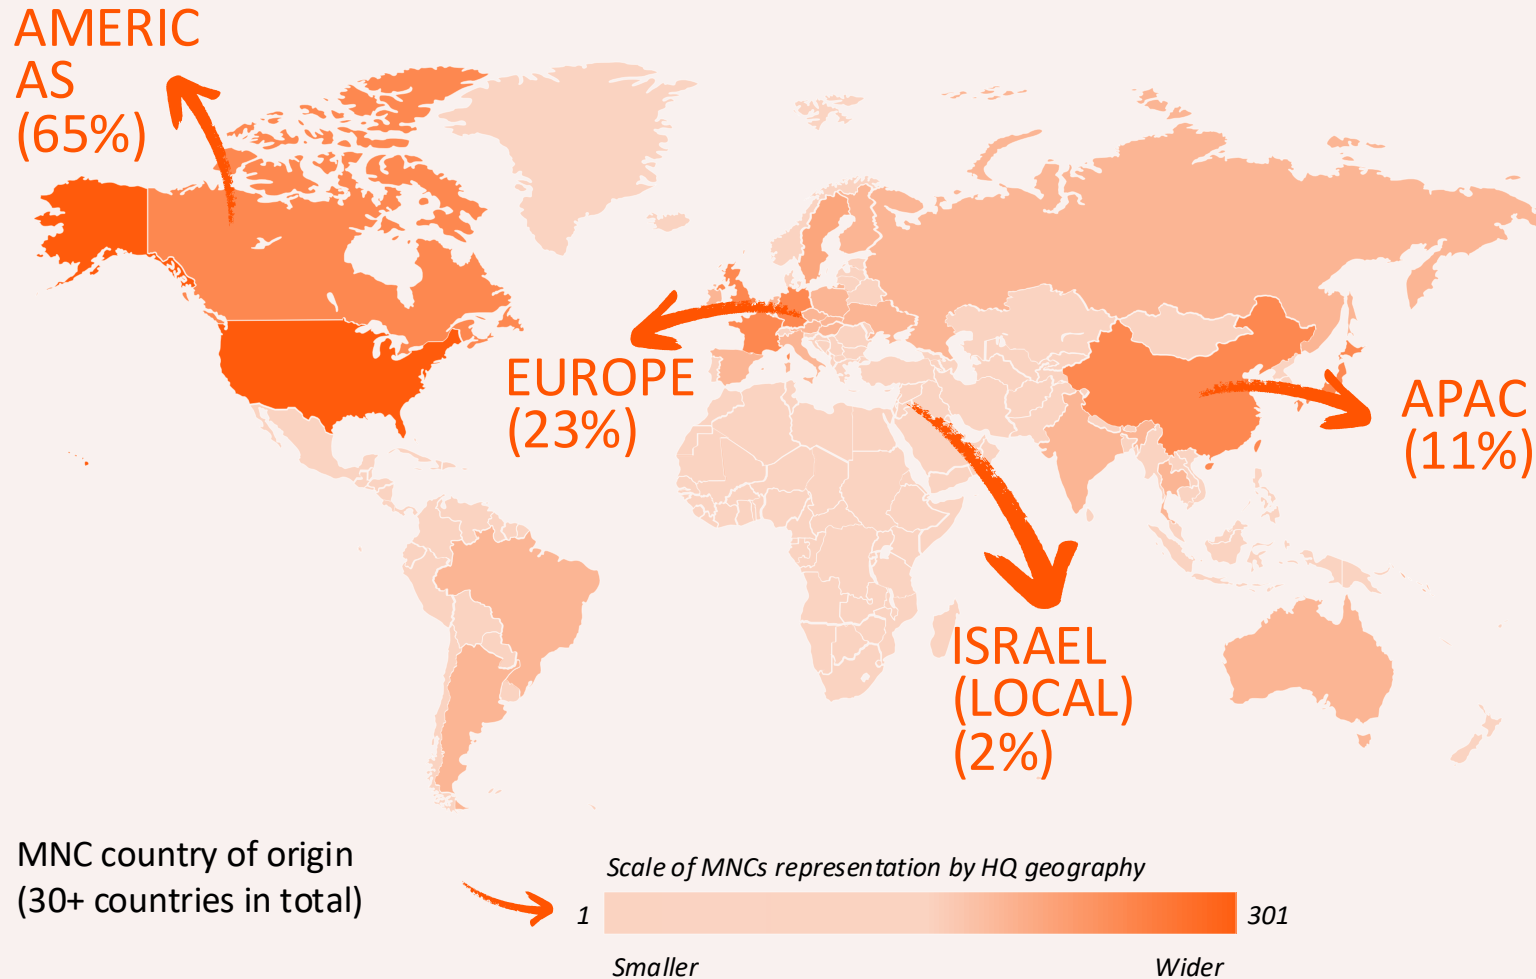 AMERIC
AS
(65%)
EUROPE
(23%)
APAC
(11%)
ISRAEL
(LOCAL)
(2%)
MNC country of origin
(30+ countries in total)
Scale of MNCs representation by HQ geography
1
301
Smaller
Wider